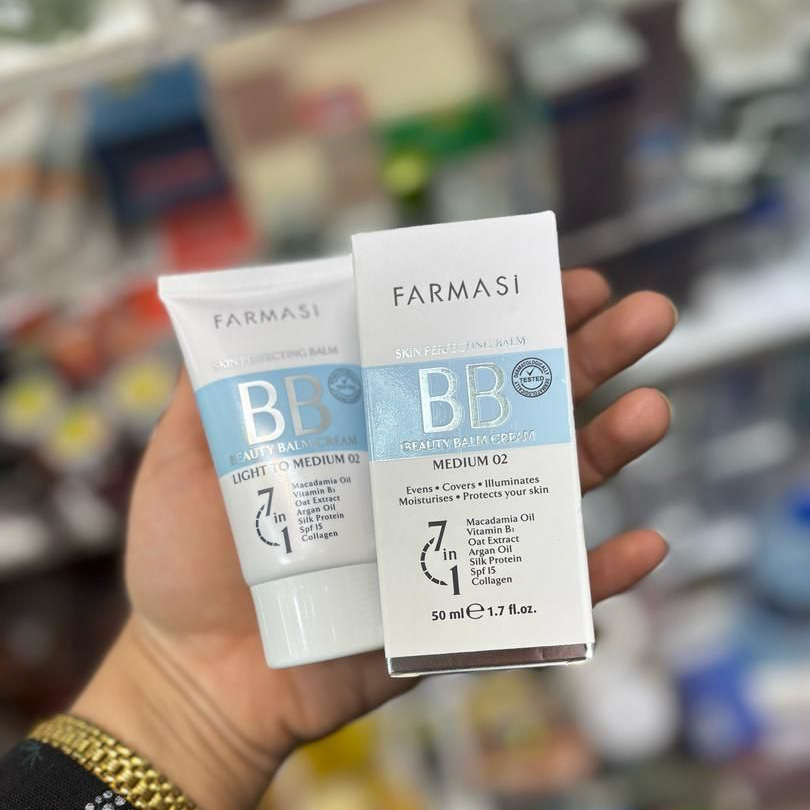 FARMASi
SKIN PERFECTING BALM
BB
BEAUTY BALM CREAM
LIGHT TO MEDIUM 02
7 in 1
Macadamia Oil
Vitamin B₃
Oat Extract
Argan Oil
Silk Protein
Spf 15
Collagen
FARMASi
SKIN PERFECTING BALM
BB
DERMATOLOGICALLY
TESTED
DERMATOLOGICALLY
BEAUTY BALM CREAM
MEDIUM 02
Evens • Covers • Illuminates
Moisturises • Protects your skin
7 in 1
Macadamia Oil
Vitamin B₃
Oat Extract
Argan Oil
Silk Protein
Spf 15
Collagen
50 ml ℮ 1.7 fl.oz.